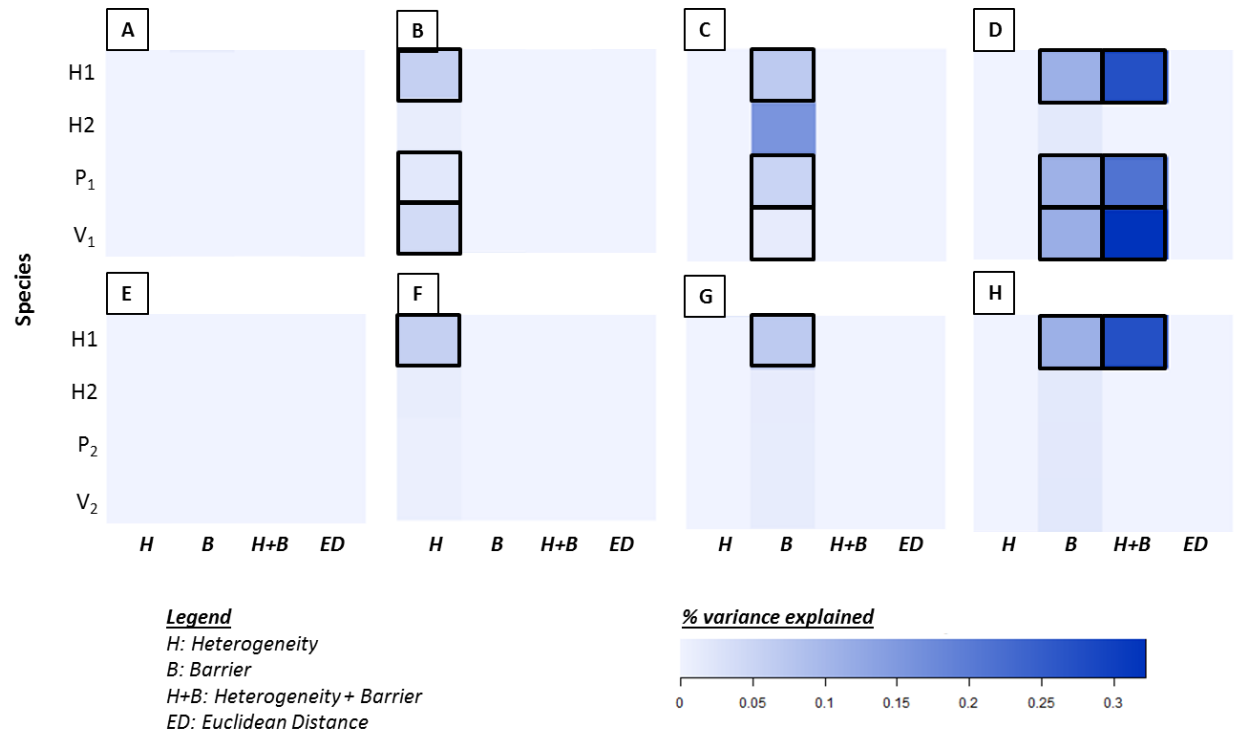 A B C D
H1
H2
P1
V1
Species
E F G H
H1
H2
P2
V2
H B H+B ED H B H+B ED H B H+B ED H B H+B ED
Legend
H: Heterogeneity
B: Barrier
H+B: Heterogeneity + Barrier
ED: Euclidean Distance
% variance explained
0 0.05 0.1 0.15 0.2 0.25 0.3